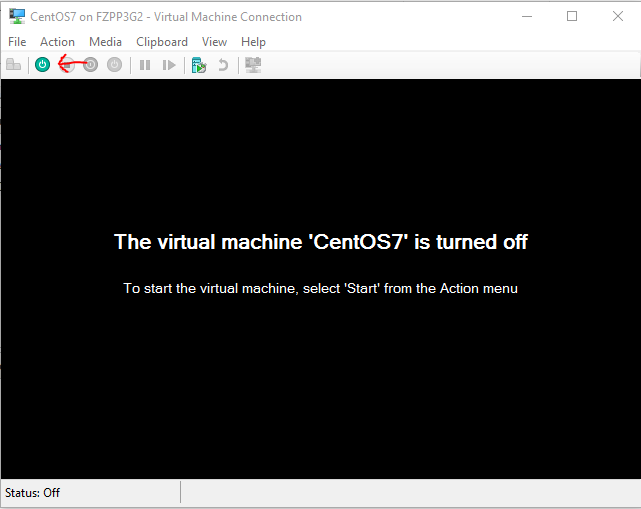 CentOS7 on FZPP3G2 - Virtual Machine Connection
File Action Media Clipboard View Help
The virtual machine 'CentOS7' is turned off
To start the virtual machine, select 'Start' from the Action menu
Status: Off